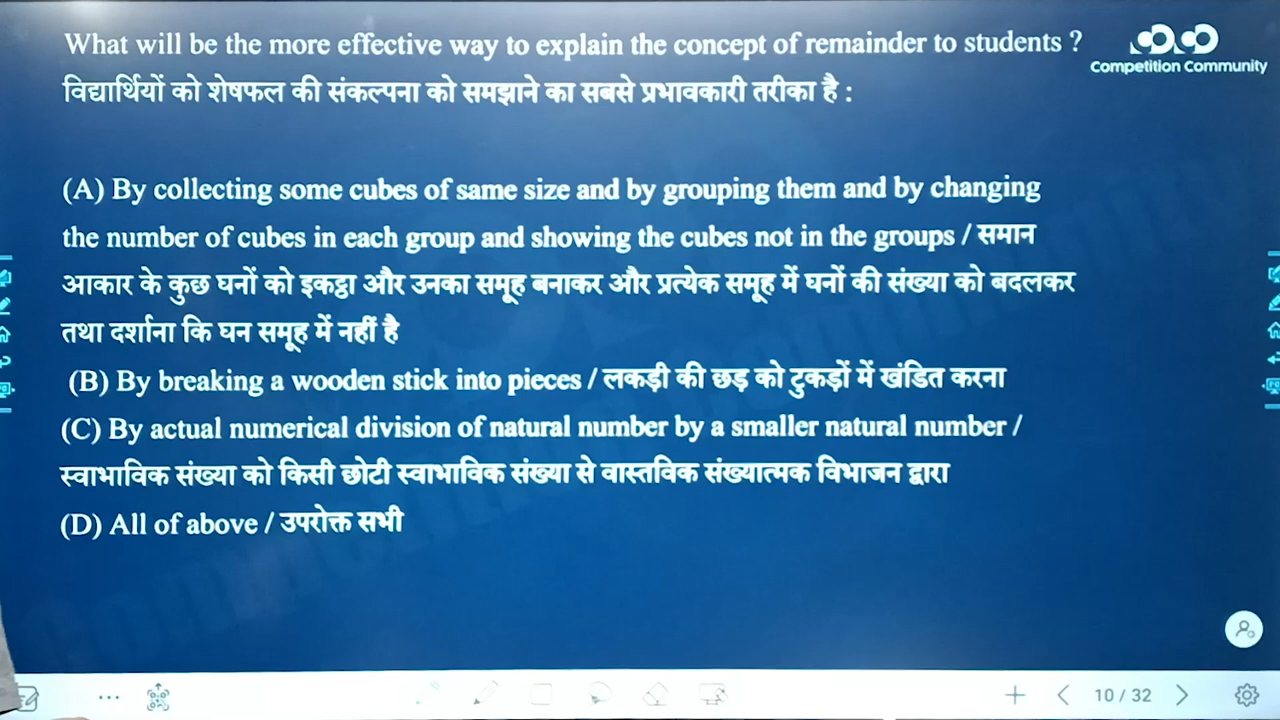 What will be the more effective way to explain the concept of remainder to students ?
विद्यार्थियों को शेषफल की संकल्पना को समझाने का सबसे प्रभावकारी तरीका है :
Competition Community
(A) By collecting some cubes of same size and by grouping them and by changing
the number of cubes in each group and showing the cubes not in the groups / समान
आकार के कुछ घनों को इकट्ठा और उनका समूह बनाकर और प्रत्येक समूह में घनों की संख्या को बदलकर
तथा दर्शाना कि घन समूह में नहीं है
(B) By breaking a wooden stick into pieces / लकड़ी की छड़ को टुकड़ों में खंडित करना
(C) By actual numerical division of natural number by a smaller natural number /
स्वाभाविक संख्या को किसी छोटी स्वाभाविक संख्या से वास्तविक संख्यात्मक विभाजन द्वारा
(D) All of above / उपरोक्त सभी
10 / 32